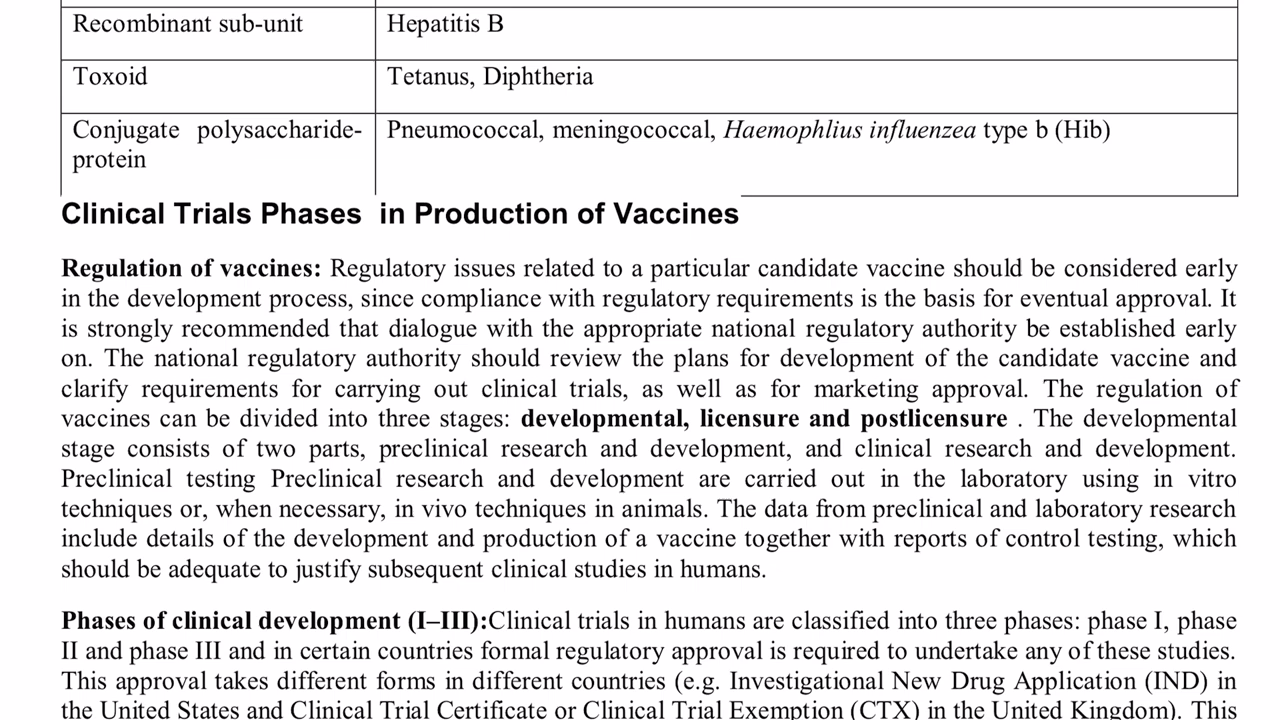 Recombinant sub-unit
Hepatitis B
Toxoid
Tetanus, Diphtheria
Conjugate polysaccharide-
protein
Pneumococcal, meningococcal, Haemophlius influenzea type b (Hib)
Clinical Trials Phases in Production of Vaccines
Regulation of vaccines: Regulatory issues related to a particular candidate vaccine should be considered early
in the development process, since compliance with regulatory requirements is the basis for eventual approval. It
is strongly recommended that dialogue with the appropriate national regulatory authority be established early
on. The national regulatory authority should review the plans for development of the candidate vaccine and
clarify requirements for carrying out clinical trials, as well as for marketing approval. The regulation of
vaccines can be divided into three stages: developmental, licensure and postlicensure . The developmental
stage consists of two parts, preclinical research and development, and clinical research and development.
Preclinical testing Preclinical research and development are carried out in the laboratory using in vitro
techniques or, when necessary, in vivo techniques in animals. The data from preclinical and laboratory research
include details of the development and production of a vaccine together with reports of control testing, which
should be adequate to justify subsequent clinical studies in humans.
Phases of clinical development (I–III):Clinical trials in humans are classified into three phases: phase I, phase
II and phase III and in certain countries formal regulatory approval is required to undertake any of these studies.
This approval takes different forms in different countries (e.g. Investigational New Drug Application (IND) in
the United States and Clinical Trial Certificate or Clinical Trial Exemption (CTX) in the United Kingdom). This